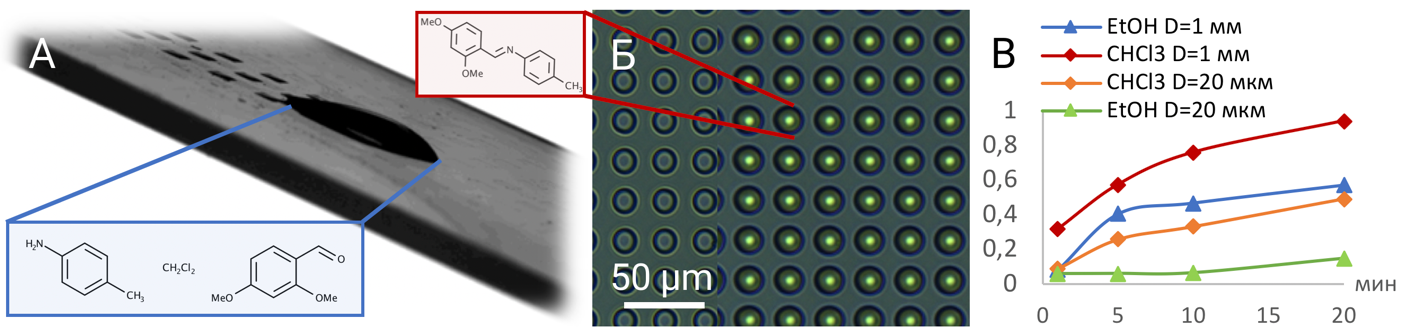 А
H₂N
CH₃
CH₂Cl₂
O
MeO
OMe
MeO
N
OMe
CH₃
Б
50 μm
В
EtOH D=1 мм
CHCl3 D=1 мм
CHCl3 D=20 мкм
EtOH D=20 мкм
1
0,8
0,6
0,4
0,2
0
0 5 10 15 20
мин